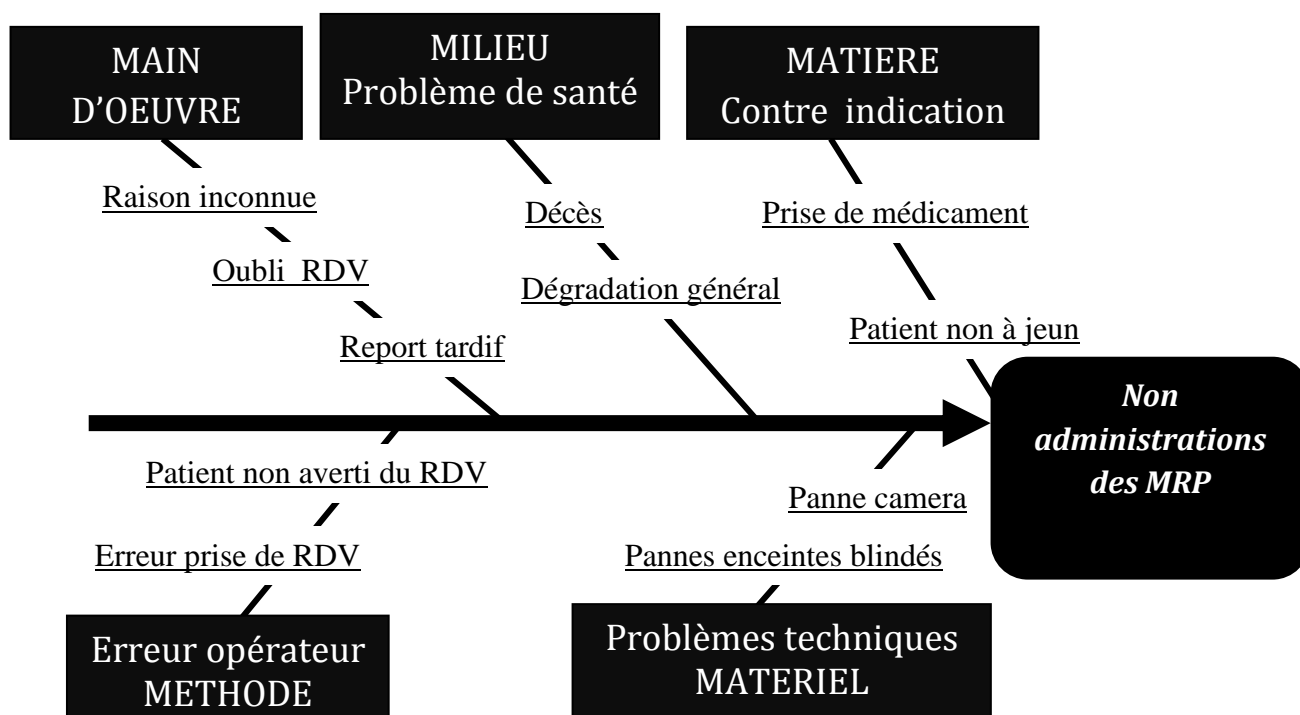 MAIN
D’OEUVRE
MILIEU
Problème de santé
MATIERE
Contre indication
Raison inconnue
Oubli RDV
Report tardif
Décès
Dégradation général
Prise de médicament
Patient non à jeun
Non
administrations
des MRP
Patient non averti du RDV
Erreur prise de RDV
Panne camera
Pannes enceintes blindés
Erreur opérateur
METHODE
Problèmes techniques
MATERIEL